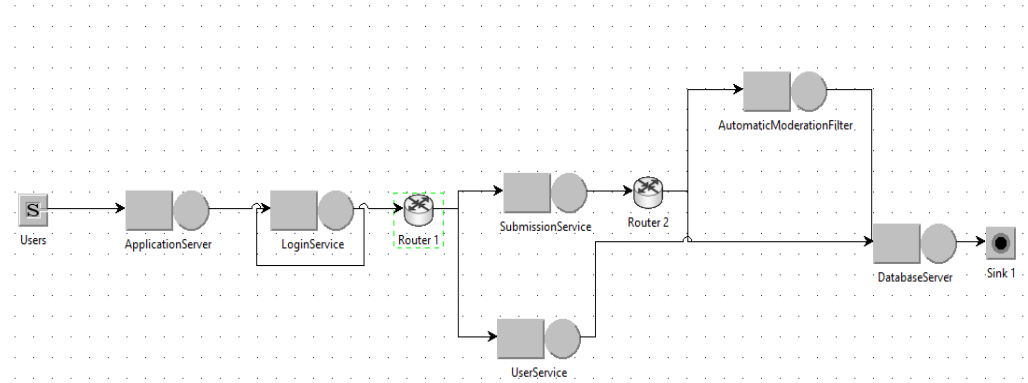 AutomaticModerationFilter
S
Users
ApplicationServer
LoginService
Router 1
SubmissionService
Router 2
DatabaseServer
Sink 1
UserService